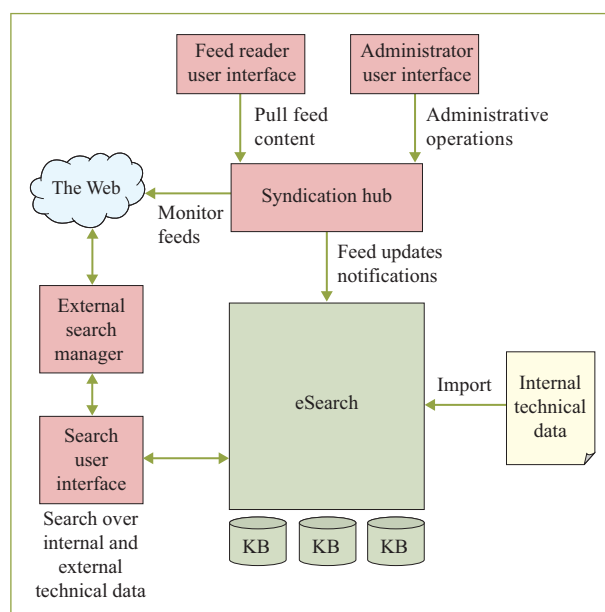 Feed reader
user interface
Administrator
user interface
Pull feed
content
Administrative
operations
The Web
Syndication hub
Monitor
feeds
Feed updates
notifications
External
search
manager
eSearch
Import
Internal
technical
data
Search
user
interface
Search over
internal and
external
technical data
KB
KB
KB